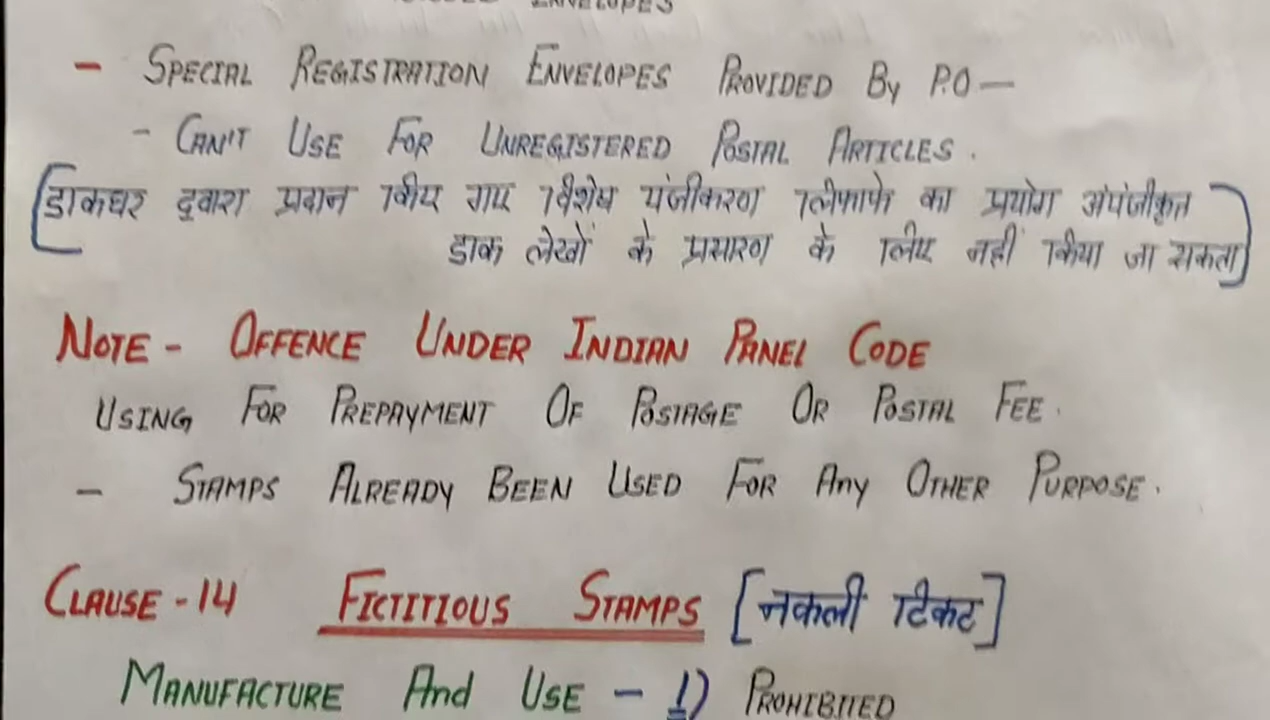 ENVELOPES
- SPECIAL REGISTRATION ENVELOPES PROVIDED By P.O —
- CAN'T USE FOR UNREGISTERED POSTAL ARTICLES.
[डाकघर द्वारा प्रदान किए गए विशेष पंजीकरण लिफाफे का प्रयोग अपंजीकृत
डाक लेखों के प्रसारण के लिए नहीं किया जा सकता]
NOTE - OFFENCE UNDER INDIAN PANEL CODE
USING FOR PREPAYMENT OF POSTAGE OR POSTAL FEE.
- STAMPS ALREADY BEEN USED FOR Any OTHER PURPOSE.
CLAUSE - 14 FICTITIOUS STAMPS [नकली टिकट]
MANUFACTURE And USE - 1) PROHIBITED